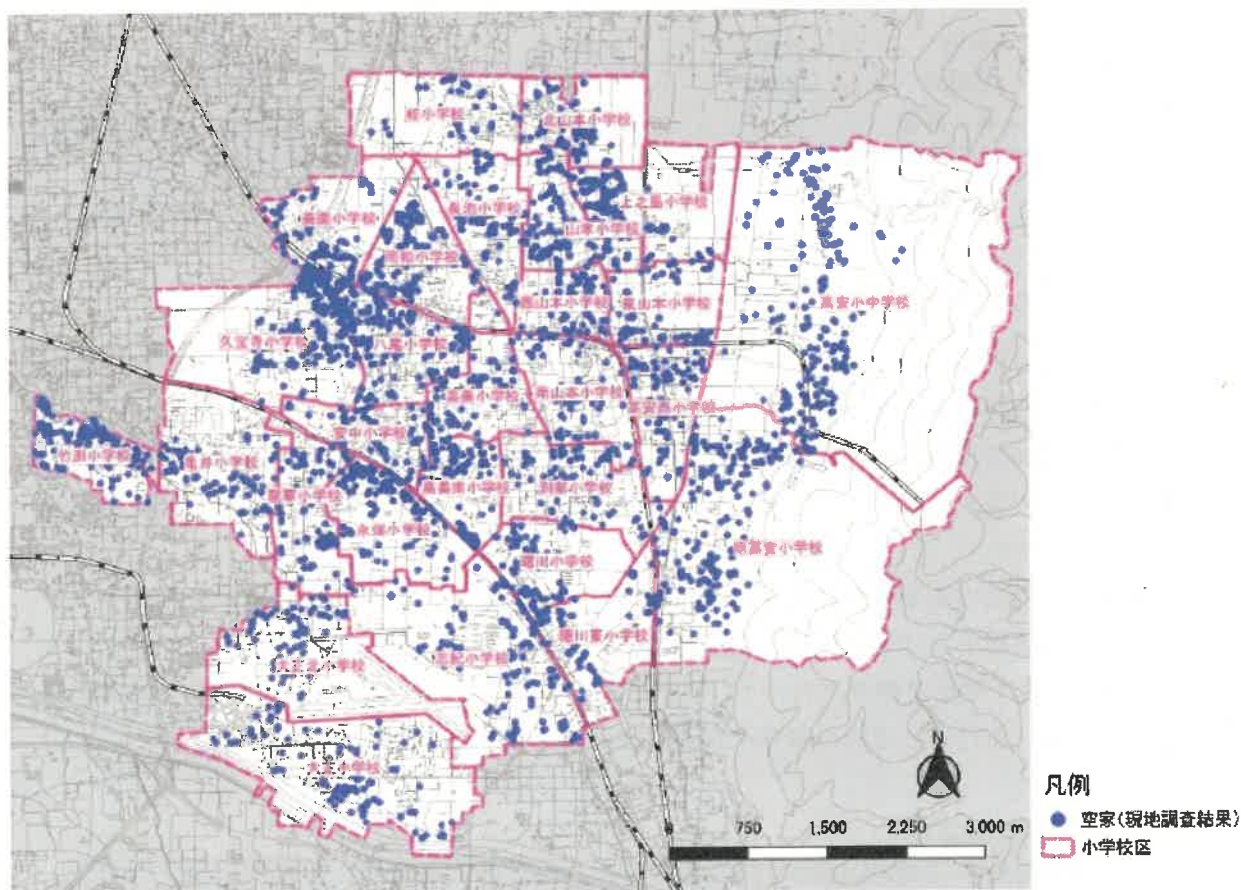 北山本小学校
上之島小学校
長池小学校
山本小学校
用和小学校
西山本小学校
東山本小学校
高安小中学校
久宝寺小学校
八尾小学校
南山本小学校
高安西小学校
安中小学校
竹渕小学校
亀井小学校
龍華小学校
高美南小学校
刑部小学校
永畑小学校
曙川小学校
南高安小学校
曙川東小学校
志紀小学校
大正北小学校
大正小学校
N
750 1,500 2,250 3,000 m
凡例
空家(現地調査結果)
小学校区